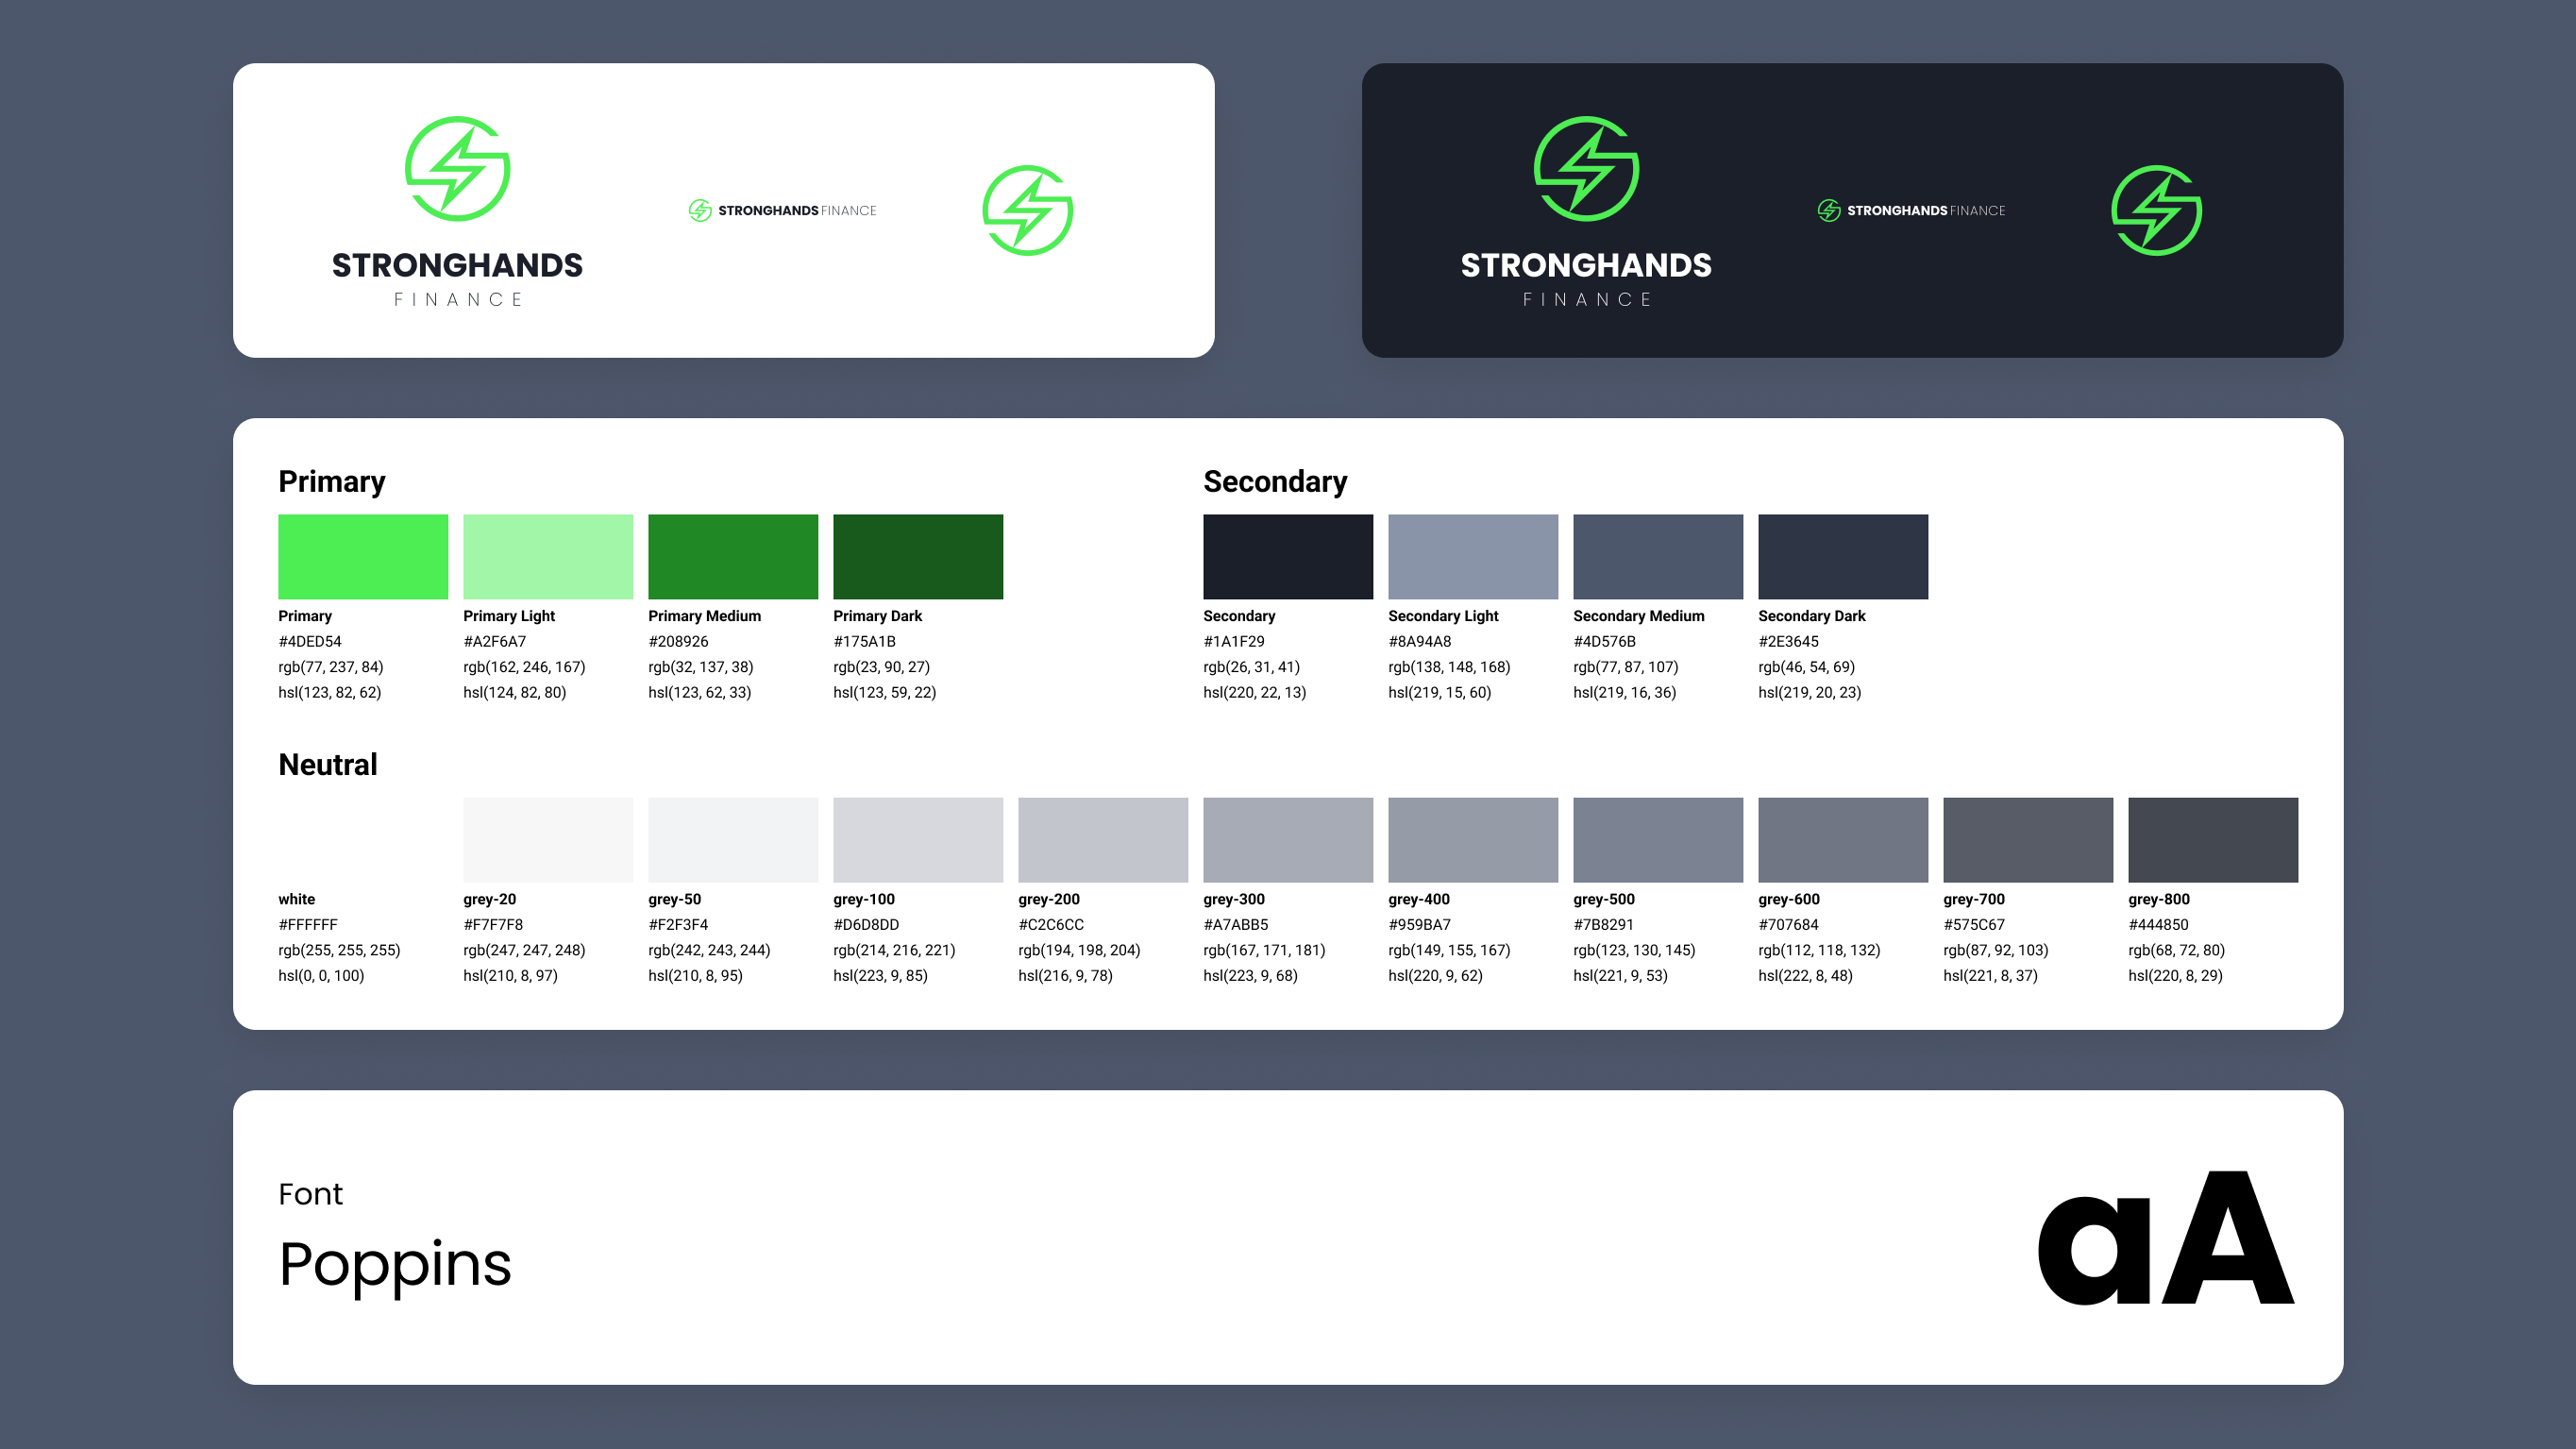 STRONGHANDS
FINANCE
STRONGHANDS FINANCE
STRONGHANDS
FINANCE
STRONGHANDS FINANCE
Primary
Primary
#4DED54
rgb(77, 237, 84)
hsl(123, 82, 62)
Primary Light
#A2F6A7
rgb(162, 246, 167)
hsl(124, 82, 80)
Primary Medium
#208926
rgb(32, 137, 38)
hsl(123, 62, 33)
Primary Dark
#175A1B
rgb(23, 90, 27)
hsl(123, 59, 22)
Secondary
Secondary
#1A1F29
rgb(26, 31, 41)
hsl(220, 22, 13)
Secondary Light
#8A94A8
rgb(138, 148, 168)
hsl(219, 15, 60)
Secondary Medium
#4D576B
rgb(77, 87, 107)
hsl(219, 16, 36)
Secondary Dark
#2E3645
rgb(46, 54, 69)
hsl(219, 20, 23)
Neutral
white
#FFFFFF
rgb(255, 255, 255)
hsl(0, 0, 100)
grey-20
#F7F7F8
rgb(247, 247, 248)
hsl(210, 8, 97)
grey-50
#F2F3F4
rgb(242, 243, 244)
hsl(210, 8, 95)
grey-100
#D6D8DD
rgb(214, 216, 221)
hsl(223, 9, 85)
grey-200
#C2C6CC
rgb(194, 198, 204)
hsl(216, 9, 78)
grey-300
#A7ABB5
rgb(167, 171, 181)
hsl(223, 9, 68)
grey-400
#959BA7
rgb(149, 155, 167)
hsl(220, 9, 62)
grey-500
#7B8291
rgb(123, 130, 145)
hsl(221, 9, 53)
grey-600
#707684
rgb(112, 118, 132)
hsl(222, 8, 48)
grey-700
#575C67
rgb(87, 92, 103)
hsl(221, 8, 37)
grey-800
#444850
rgb(68, 72, 80)
hsl(220, 8, 29)
Font
Poppins
aA